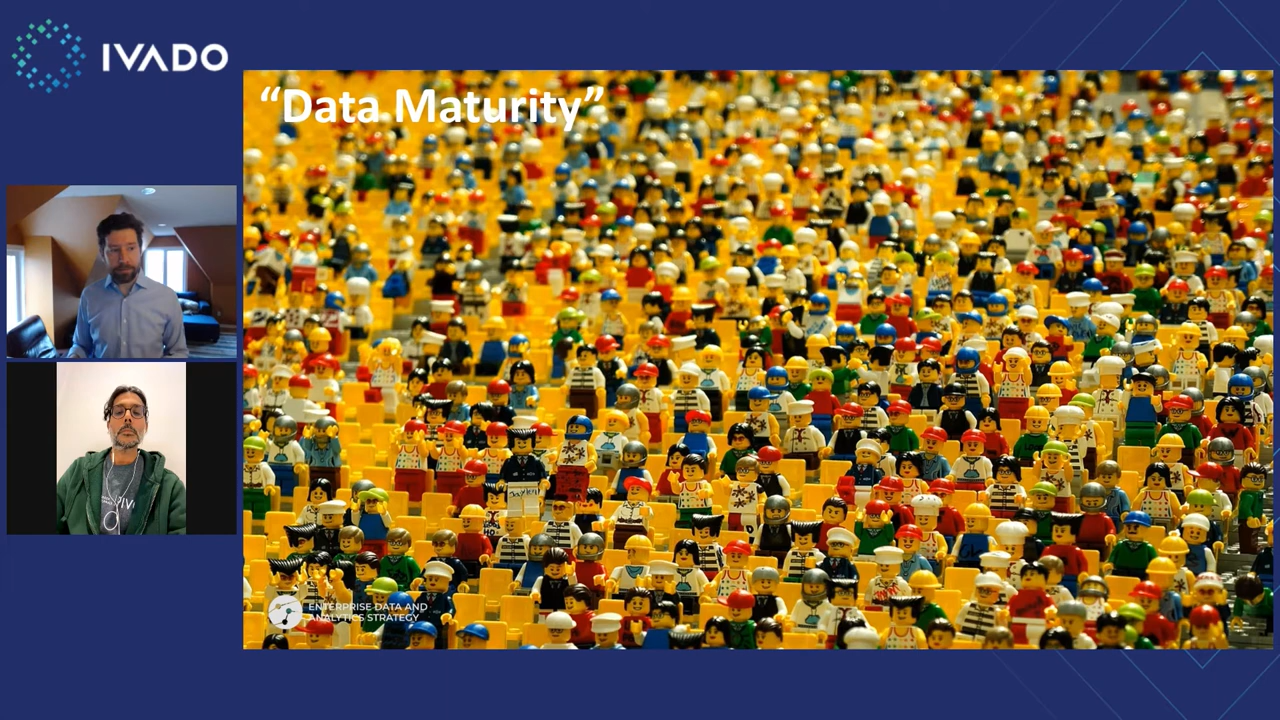 IVADO
“Data Maturity”
ENTERPRISE DATA AND
ANALYTICS STRATEGY